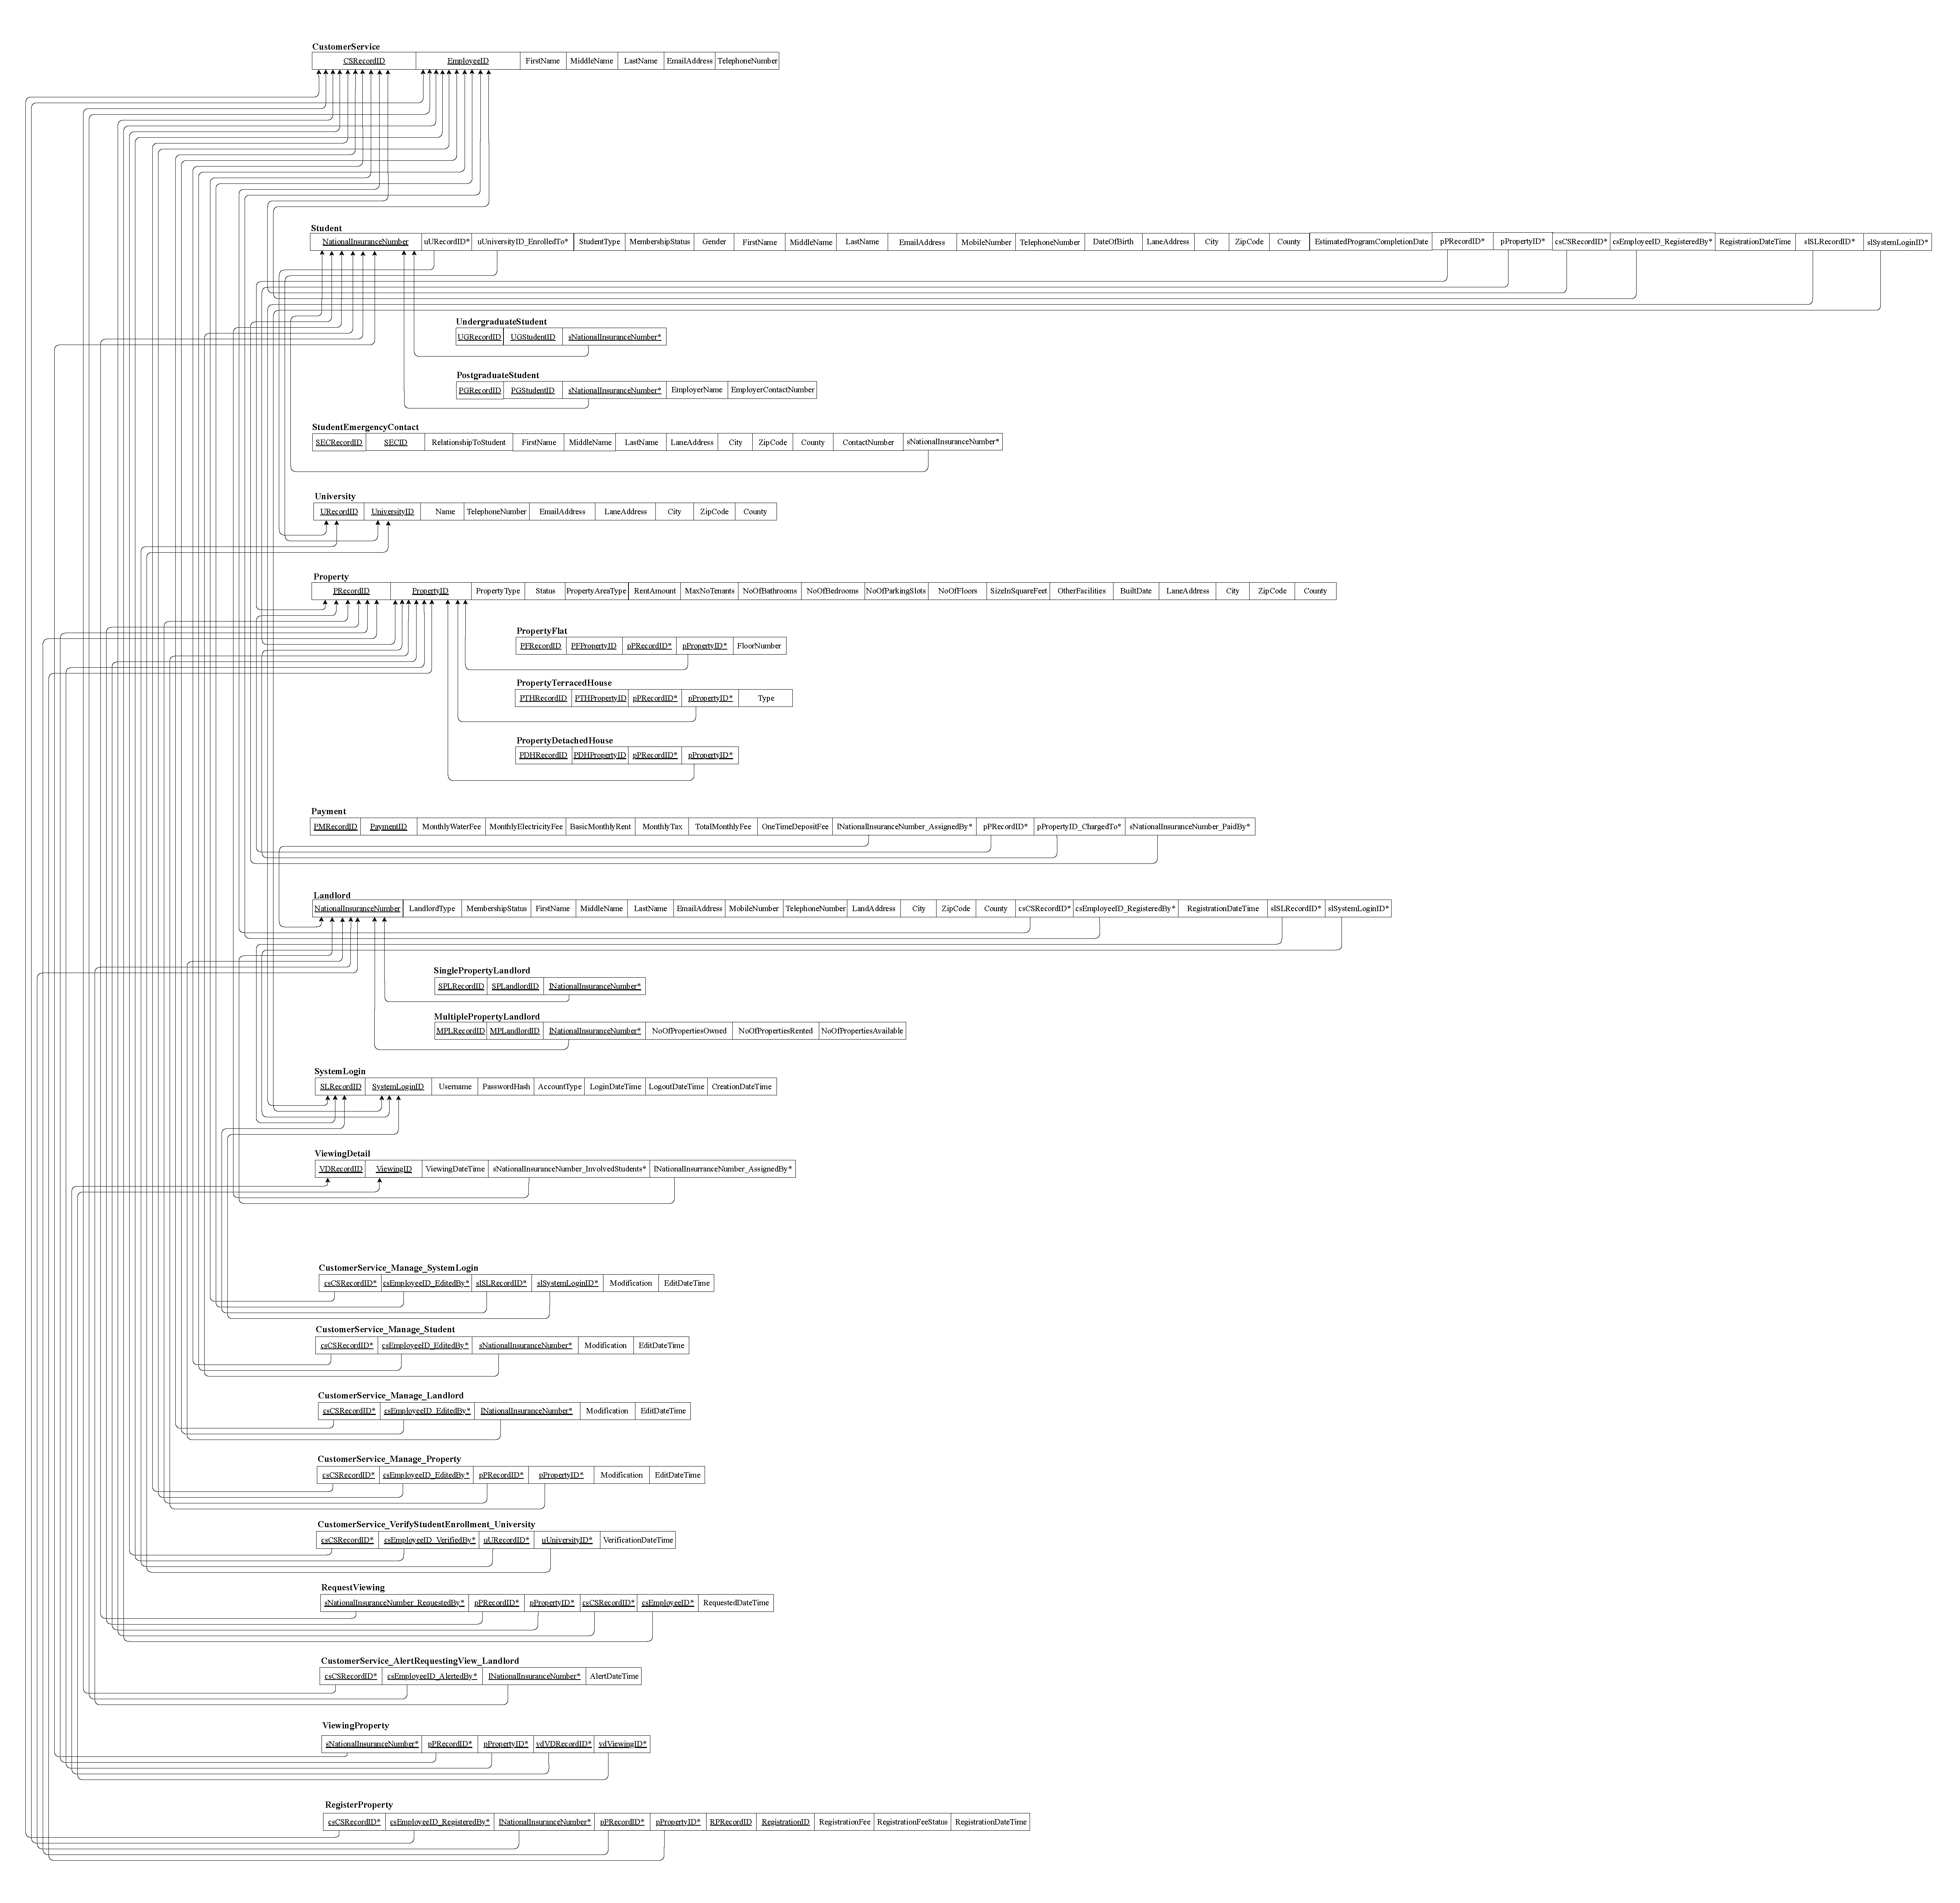 CustomerService
CSRecordID EmployeeID FirstName MiddleName LastName EmailAddress TelephoneNumber
Student
NationalInsuranceNumber uURecordID* uUniversityID_EnrolledTo* StudentType MembershipStatus Gender FirstName MiddleName LastName EmailAddress MobileNumber TelephoneNumber DateOfBirth LaneAddress City ZipCode County EstimatedProgramCompletionDate pPRecordID* pPropertyID* csCSRecordID* csEmployeeID_RegisteredBy* RegistrationDateTime slSLRecordID* slSystemLoginID*
UndergraduateStudent
UGRecordID UGStudentID sNationalInsuranceNumber*
PostgraduateStudent
PGRecordID PGStudentID sNationalInsuranceNumber* EmployerName EmployerContactNumber
StudentEmergencyContact
SECRecordID SECID RelationshipToStudent FirstName MiddleName LastName LaneAddress City ZipCode County ContactNumber sNationalInsuranceNumber*
University
URecordID UniversityID Name TelephoneNumber EmailAddress LaneAddress City ZipCode County
Property
PRecordID PropertyID PropertyType Status PropertyAreaType RentAmount MaxNoTenants NoOfBathrooms NoOfBedrooms NoOfParkingSlots NoOfFloors SizeInSquareFeet OtherFacilities BuiltDate LaneAddress City ZipCode County
PropertyFlat
PFRecordID PFPropertyID pPRecordID* pPropertyID* FloorNumber
PropertyTerracedHouse
PTHRecordID PTHPropertyID pPRecordID* pPropertyID* Type
PropertyDetachedHouse
PDHRecordID PDHPropertyID pPRecordID* pPropertyID*
Payment
PMRecordID PaymentID MonthlyWaterFee MonthlyElectricityFee BasicMonthlyRent MonthlyTax TotalMonthlyFee OneTimeDepositFee lNationalInsuranceNumber_AssignedBy* pPRecordID* pPropertyID_ChargedTo* sNationalInsuranceNumber_PaidBy*
Landlord
NationalInsuranceNumber LandlordType MembershipStatus FirstName MiddleName LastName EmailAddress MobileNumber TelephoneNumber LandAddress City ZipCode County csCSRecordID* csEmployeeID_RegisteredBy* RegistrationDateTime slSLRecordID* slSystemLoginID*
SinglePropertyLandlord
SPLRecordID SPLandlordID lNationalInsuranceNumber*
MultiplePropertyLandlord
MPLRecordID MPLandlordID lNationalInsuranceNumber* NoOfPropertiesOwned NoOfPropertiesRented NoOfPropertiesAvailable
SystemLogin
SLRecordID SystemLoginID Username PasswordHash AccountType LoginDateTime LogoutDateTime CreationDateTime
ViewingDetail
VDRecordID ViewingID ViewingDateTime sNationalInsuranceNumber_InvolvedStudents* lNationalInsurranceNumber_AssignedBy*
CustomerService_Manage_SystemLogin
csCSRecordID* csEmployeeID_EditedBy* slSLRecordID* slSystemLoginID* Modification EditDateTime
CustomerService_Manage_Student
csCSRecordID* csEmployeeID_EditedBy* sNationalInsuranceNumber* Modification EditDateTime
CustomerService_Manage_Landlord
csCSRecordID* csEmployeeID_EditedBy* lNationalInsuranceNumber* Modification EditDateTime
CustomerService_Manage_Property
csCSRecordID* csEmployeeID_EditedBy* pPRecordID* pPropertyID* Modification EditDateTime
CustomerService_VerifyStudentEnrollment_University
csCSRecordID* csEmployeeID_VerifiedBy* uURecordID* uUniversityID* VerificationDateTime
RequestViewing
sNationalInsuranceNumber_RequestedBy* pPRecordID* pPropertyID* csCSRecordID* csEmployeeID* RequestedDateTime
CustomerService_AlertRequestingView_Landlord
csCSRecordID* csEmployeeID_AlertedBy* lNationalInsuranceNumber* AlertDateTime
ViewingProperty
sNationalInsuranceNumber* pPRecordID* pPropertyID* vdVDRecordID* vdViewingID*
RegisterProperty
csCSRecordID* csEmployeeID_RegisteredBy* lNationalInsuranceNumber* pPRecordID* pPropertyID* RPRecordID RegistrationID RegistrationFee RegistrationFeeStatus RegistrationDateTime